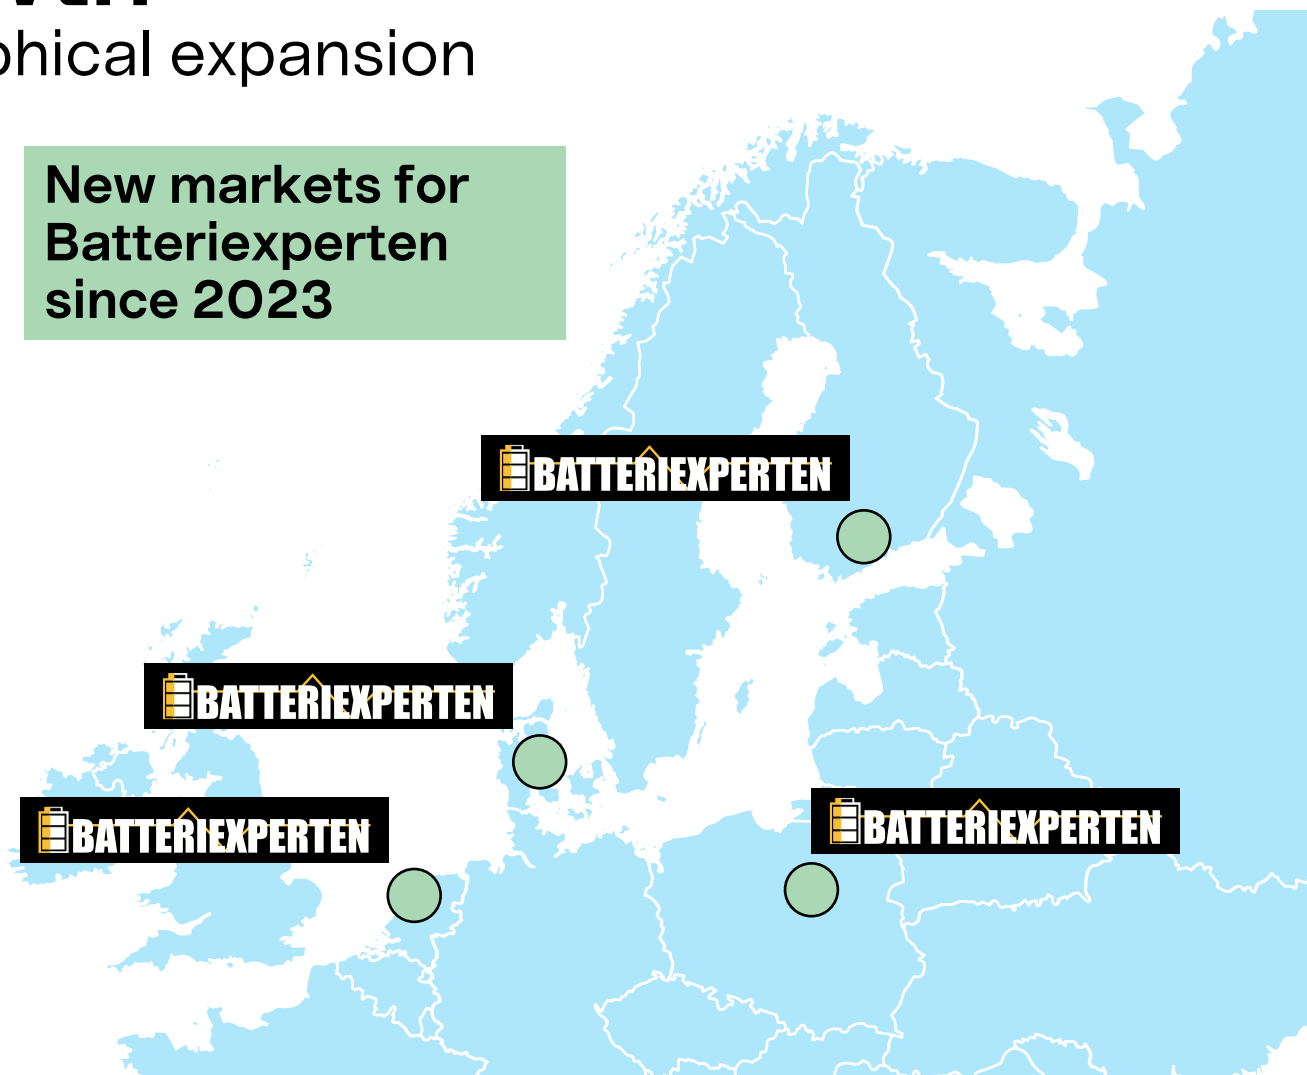 phical expansion
New markets for
Batteriexperten
since 2023
BATTERIEXPERTEN
BATTERIEXPERTEN
BATTERIEXPERTEN
BATTERIEXPERTEN